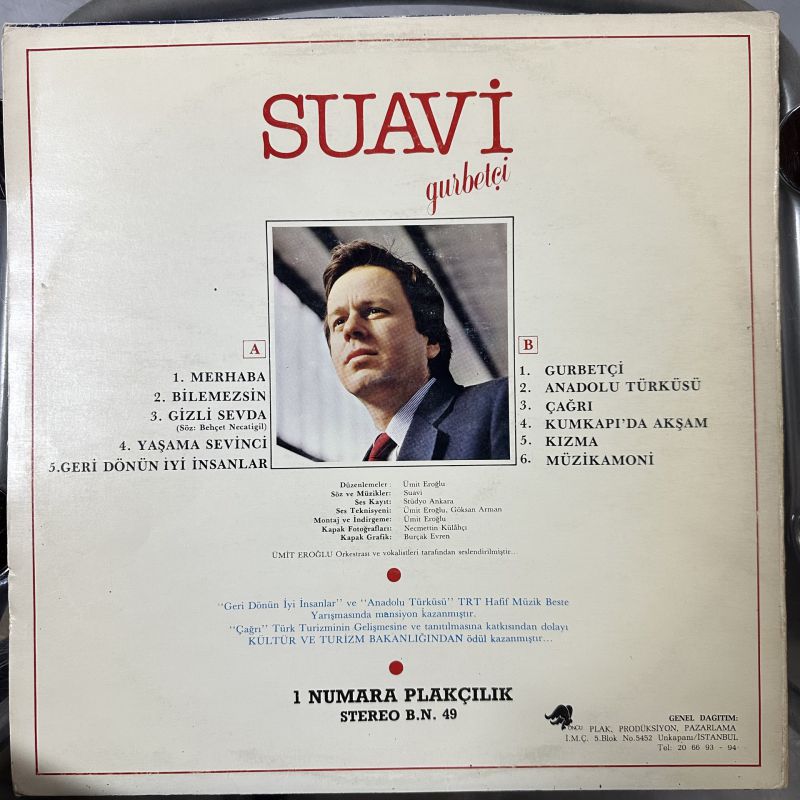 SUAVİ
gurbetçi
A
1. MERHABA
2. BİLEMEZSİN
3. GİZLİ SEVDA
(Söz: Behçet Necatigil)
4. YAŞAMA SEVİNCİ
5.GERİ DÖNÜN İYİ İNSANLAR
B
1. GURBETÇİ
2. ANADOLU TÜRKÜSÜ
3. ÇAĞRI
4. KUMKAPI'DA AKŞAM
5. KIZMA
6. MÜZİKAMONİ
Düzenlemeler : Ümit Eroğlu
Söz ve Müzikler: Suavi
Ses Kayıt: Stüdyo Ankara
Ses Teknisyeni: Ümit Eroğlu, Göksan Arman
Montaj ve İndirgeme: Ümit Eroğlu
Kapak Fotoğrafları: Necmettin Külâhçı
Kapak Grafik: Burçak Evren
ÜMİT EROĞLU Orkestrası ve vokalistleri tarafından seslendirilmiştir...
"Geri Dönün İyi İnsanlar" ve "Anadolu Türküsü" TRT Hafif Müzik Beste
Yarışmasında mansiyon kazanmıştır.
"Çağrı" Türk Turizminin Gelişmesine ve tanıtılmasına katkısından dolayı
KÜLTÜR VE TURİZM BAKANLIĞINDAN ödül kazanmıştır...
1 NUMARA PLAKÇILIK
STEREO B.N. 49
GENEL DAGITIM:
ÖNCÜ PLAK, PRODÜKSİYON, PAZARLAMA
İ.M.Ç. 5.Blok No.5452 Unkapanı/İSTANBUL
Tel: 20 66 93 - 94